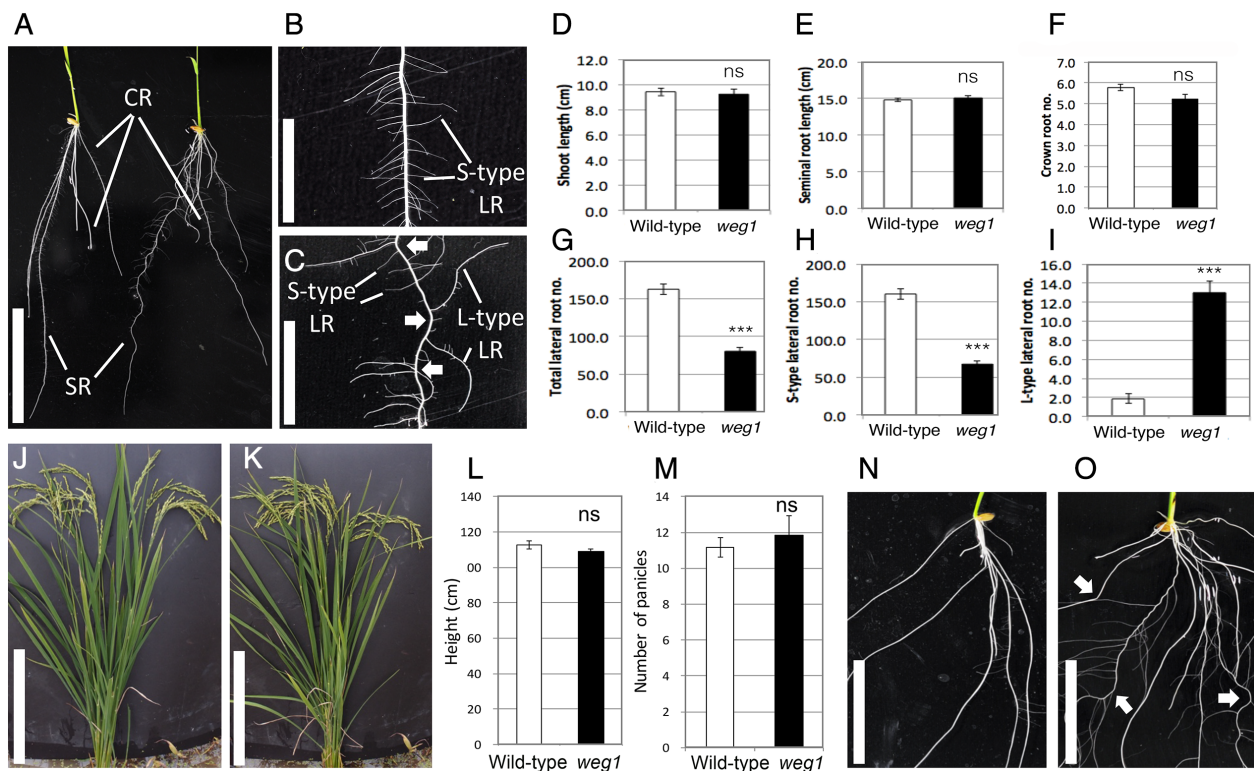 A
CR
SR
B
S-type
LR
C
S-type
LR
L-type
LR
D
Shoot length (cm)
12.0
10.0
8.0
6.0
4.0
2.0
0.0
ns
Wild-type weg1
E
Seminal root length (cm)
20.0
15.0
10.0
5.0
0.0
ns
Wild-type weg1
F
Crown root no.
7.0
6.0
5.0
4.0
3.0
2.0
1.0
0.0
ns
Wild-type weg1
G
Total lateral root no.
200.0
150.0
100.0
50.0
0.0
***
Wild-type weg1
H
S-type lateral root no.
200.0
150.0
100.0
50.0
0.0
***
Wild-type weg1
I
L-type lateral root no.
16.0
14.0
12.0
10.0
8.0
6.0
4.0
2.0
0.0
***
Wild-type weg1
J
K
L
Height (cm)
140
120
00
80
60
40
20
0
ns
Wild-type weg1
M
Number of panicles
14
12
10
8
6
4
2
0
ns
Wild-type weg1
N
O